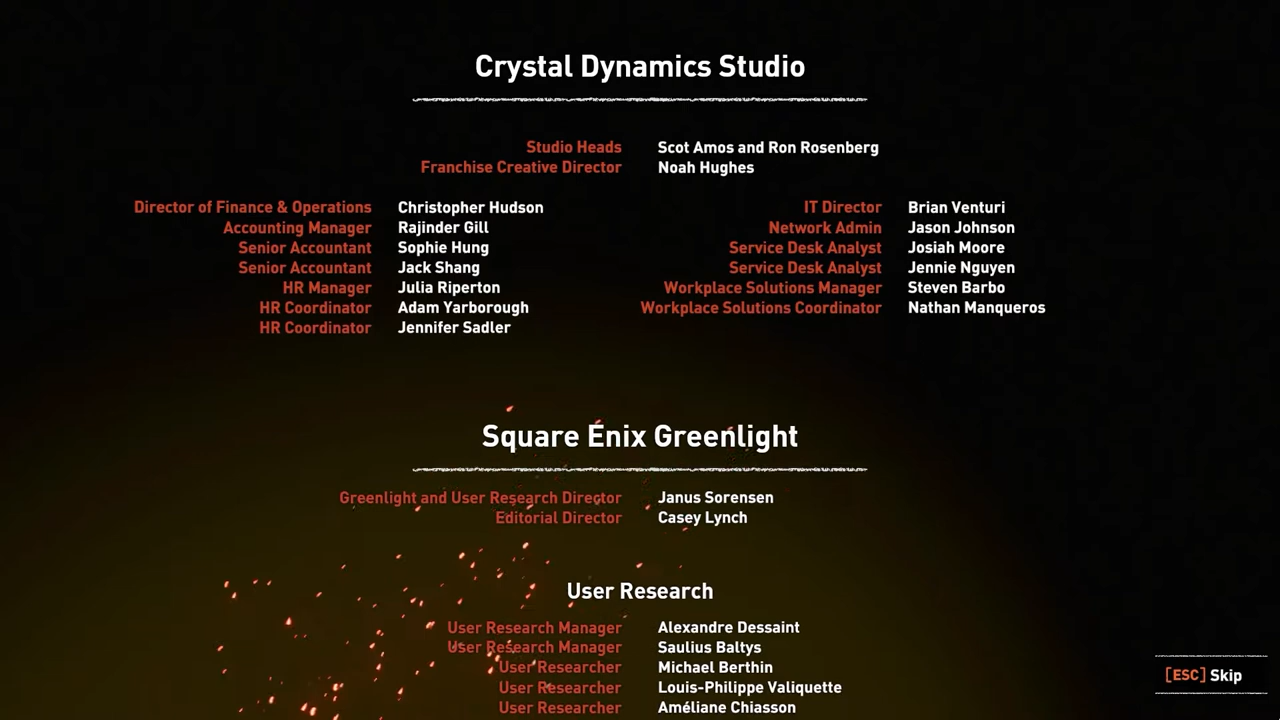 Crystal Dynamics Studio
Studio Heads Scot Amos and Ron Rosenberg
Franchise Creative Director Noah Hughes
Director of Finance & Operations Christopher Hudson
Accounting Manager Rajinder Gill
Senior Accountant Sophie Hung
Senior Accountant Jack Shang
HR Manager Julia Riperton
HR Coordinator Adam Yarborough
HR Coordinator Jennifer Sadler
IT Director Brian Venturi
Network Admin Jason Johnson
Service Desk Analyst Josiah Moore
Service Desk Analyst Jennie Nguyen
Workplace Solutions Manager Steven Barbo
Workplace Solutions Coordinator Nathan Manqueros
Square Enix Greenlight
Greenlight and User Research Director Janus Sorensen
Editorial Director Casey Lynch
User Research
User Research Manager Alexandre Dessaint
User Research Manager Saulius Baltys
User Researcher Michael Berthin
User Researcher Louis-Philippe Valiquette
User Researcher Améliane Chiasson
[ESC] Skip